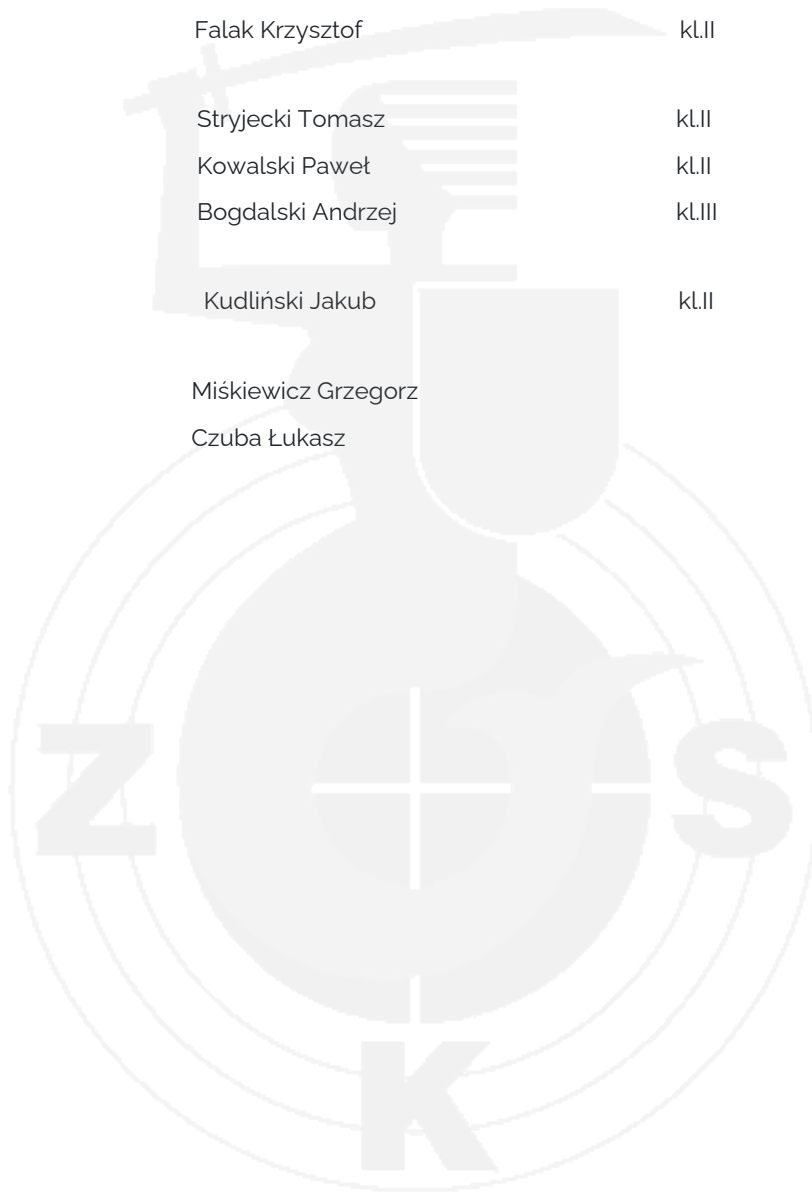 Falak Krzysztof kl.II
Stryjecki Tomasz kl.II
Kowalski Paweł kl.II
Bogdalski Andrzej kl.III
Kudliński Jakub kl.II
Miśkiewicz Grzegorz
Czuba Łukasz
Z S
K